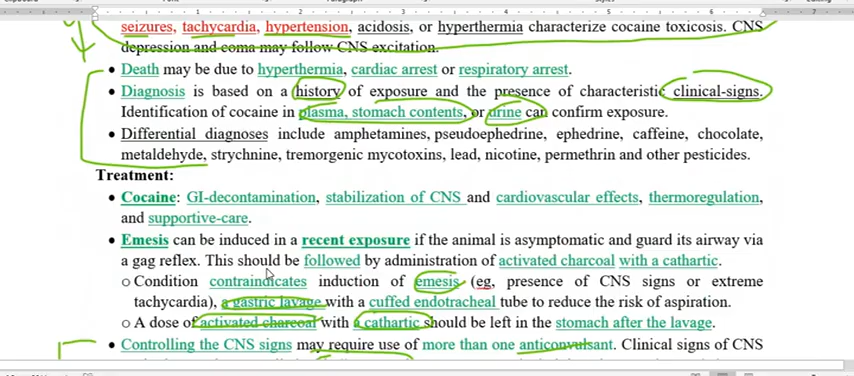 seizures, tachycardia, hypertension, acidosis, or hyperthermia characterize cocaine toxicosis. CNS
depression and coma may follow CNS excitation.
• Death may be due to hyperthermia, cardiac arrest or respiratory arrest.
• Diagnosis is based on a history of exposure and the presence of characteristic clinical-signs.
Identification of cocaine in plasma, stomach contents, or urine can confirm exposure.
• Differential diagnoses include amphetamines, pseudoephedrine, ephedrine, caffeine, chocolate,
metaldehyde, strychnine, tremorgenic mycotoxins, lead, nicotine, permethrin and other pesticides.
Treatment:
• Cocaine: GI-decontamination, stabilization of CNS and cardiovascular effects, thermoregulation,
and supportive-care.
• Emesis can be induced in a recent exposure if the animal is asymptomatic and guard its airway via
a gag reflex. This should be followed by administration of activated charcoal with a cathartic.
o Condition contraindicates induction of emesis (eg, presence of CNS signs or extreme
tachycardia), a gastric lavage with a cuffed endotracheal tube to reduce the risk of aspiration.
o A dose of activated charcoal with a cathartic should be left in the stomach after the lavage.
• Controlling the CNS signs may require use of more than one anticonvulsant. Clinical signs of CNS